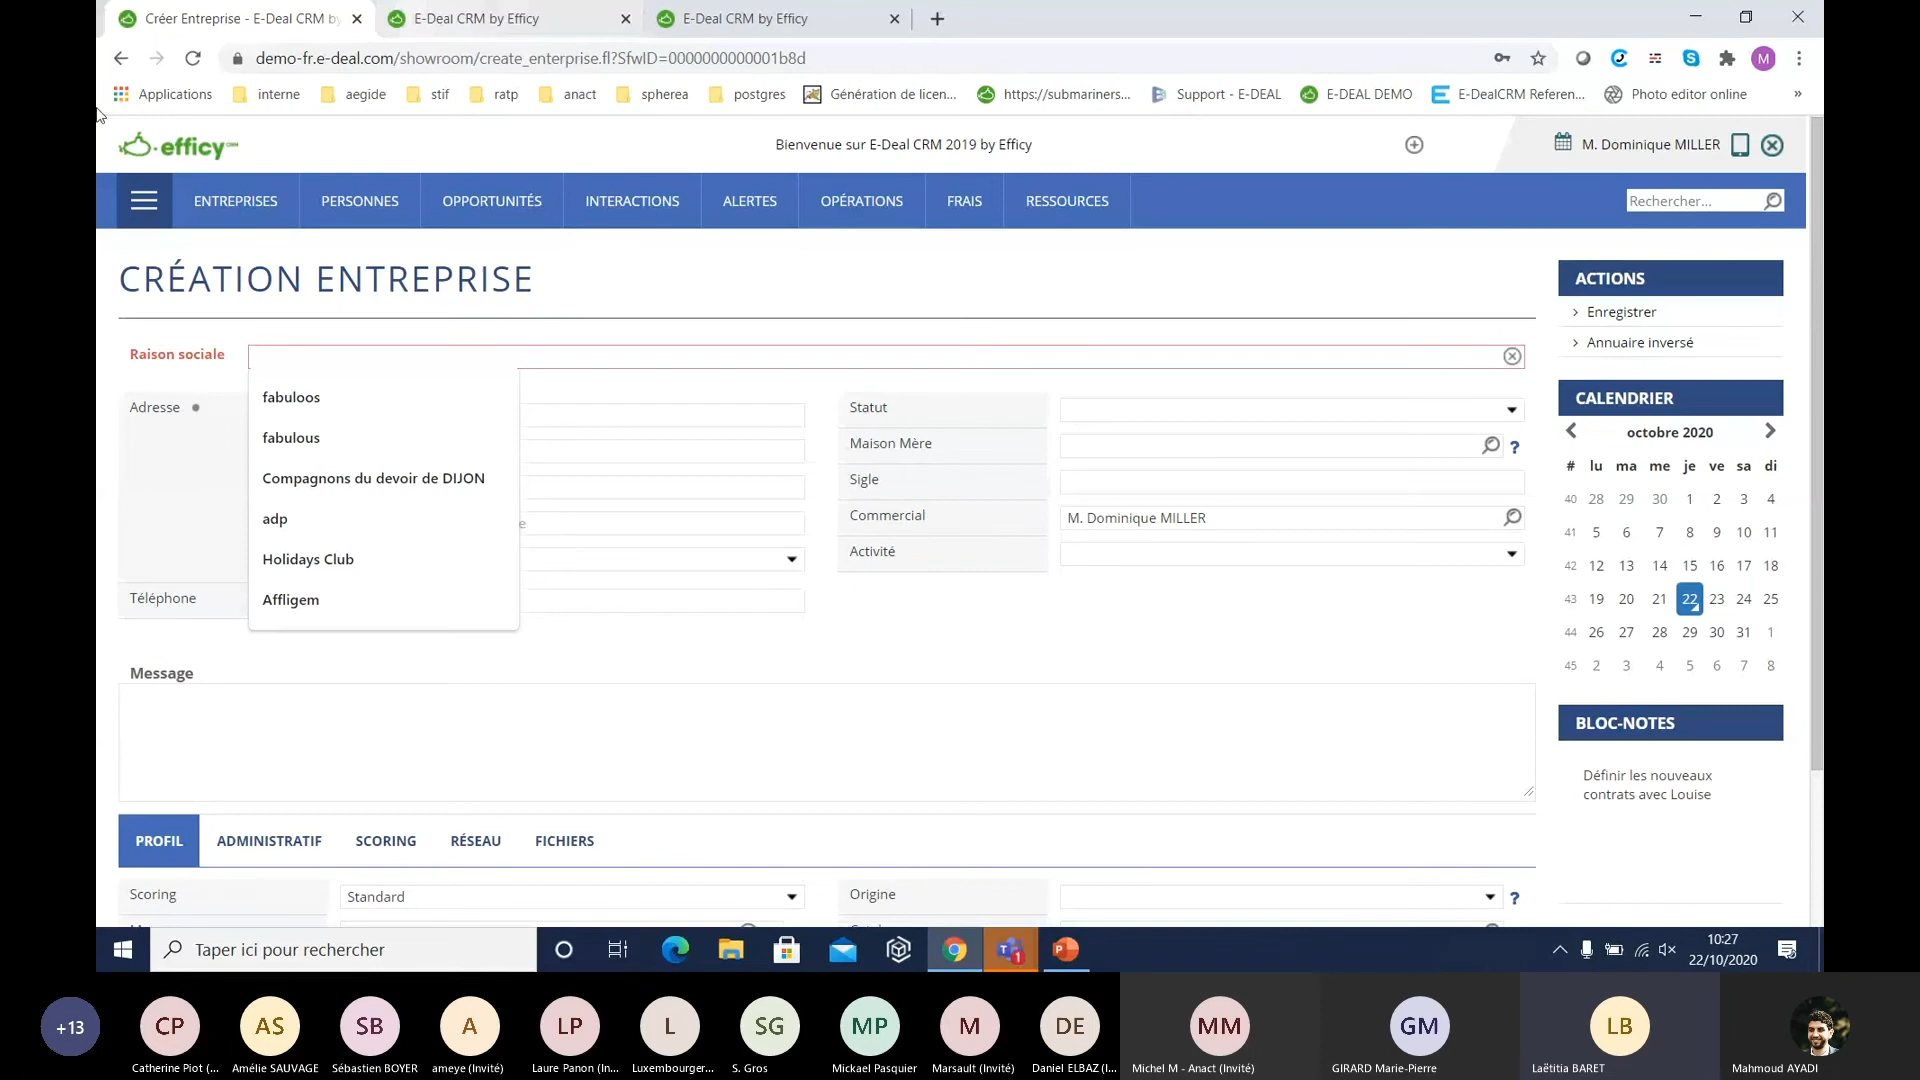 Créer Entreprise - E-Deal CRM by
E-Deal CRM by Efficy
E-Deal CRM by Efficy
demo-fr.e-deal.com/showroom/create_enterprise.fl?SfwID=0000000000001b8d
M
Applications
interne
aegide
stif
ratp
anact
spherea
postgres
Génération de licen...
https://submariners...
Support - E-DEAL
E-DEAL DEMO
E-DealCRM Referen...
Photo editor online
»
efficy CRM
Bienvenue sur E-Deal CRM 2019 by Efficy
M. Dominique MILLER
ENTREPRISES
PERSONNES
OPPORTUNITÉS
INTERACTIONS
ALERTES
OPÉRATIONS
FRAIS
RESSOURCES
Rechercher...
CRÉATION ENTREPRISE
Raison sociale
fabuloos
fabulous
Compagnons du devoir de DIJON
adp
Holidays Club
Affligem
Adresse
e
Téléphone
Statut
Maison Mère
?
Sigle
Commercial
M. Dominique MILLER
Activité
Message
PROFIL
ADMINISTRATIF
SCORING
RÉSEAU
FICHIERS
Scoring
Standard
Origine
?
ACTIONS
Enregistrer
Annuaire inversé
CALENDRIER
octobre 2020
# lu ma me je ve sa di
40 28 29 30 1 2 3 4
41 5 6 7 8 9 10 11
42 12 13 14 15 16 17 18
43 19 20 21 22 23 24 25
44 26 27 28 29 30 31 1
45 2 3 4 5 6 7 8
BLOC-NOTES
Définir les nouveaux
contrats avec Louise
Taper ici pour rechercher
1
10:27
22/10/2020
+13
CP
AS
SB
A
LP
L
SG
MP
M
DE
MM
GM
LB
Catherine Piot (...
Amélie SAUVAGE
Sébastien BOYER
ameye (Invité)
Laure Panon (In...
Luxembourger...
S. Gros
Mickael Pasquier
Marsault (Invité)
Daniel ELBAZ (I...
Michel M - Anact (Invité)
GIRARD Marie-Pierre
Laëtitia BARET
Mahmoud AYADI